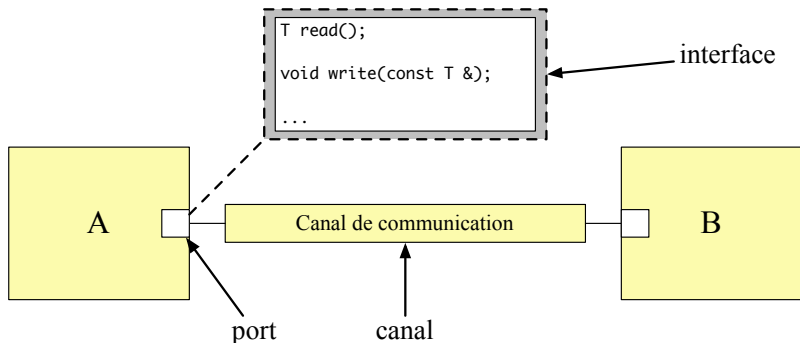 T read();
void write(const T &);
...
interface
A
Canal de communication
B
port
canal